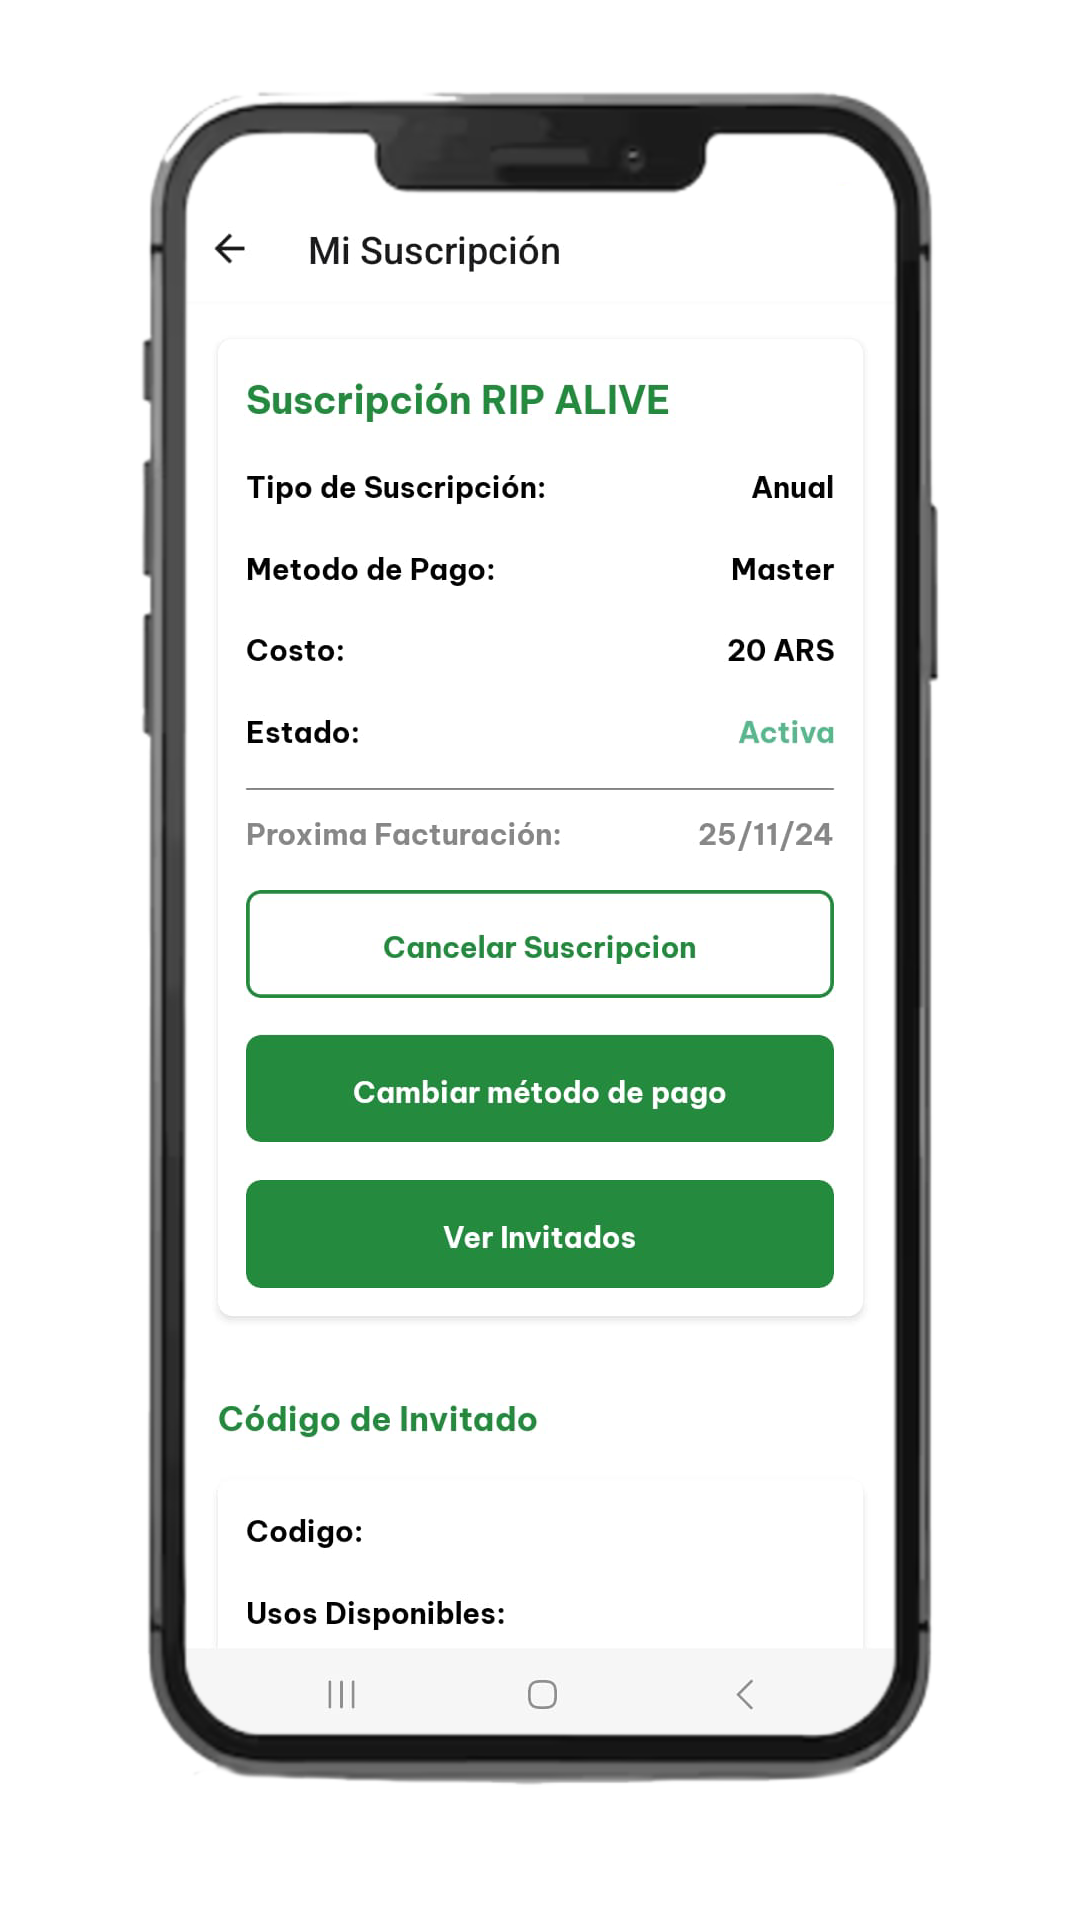 Mi Suscripción
Suscripción RIP ALIVE
Tipo de Suscripción: Anual
Metodo de Pago: Master
Costo: 20 ARS
Estado: Activa
Proxima Facturación: 25/11/24
Cancelar Suscripcion
Cambiar método de pago
Ver Invitados
Código de Invitado
Codigo:
Usos Disponibles: